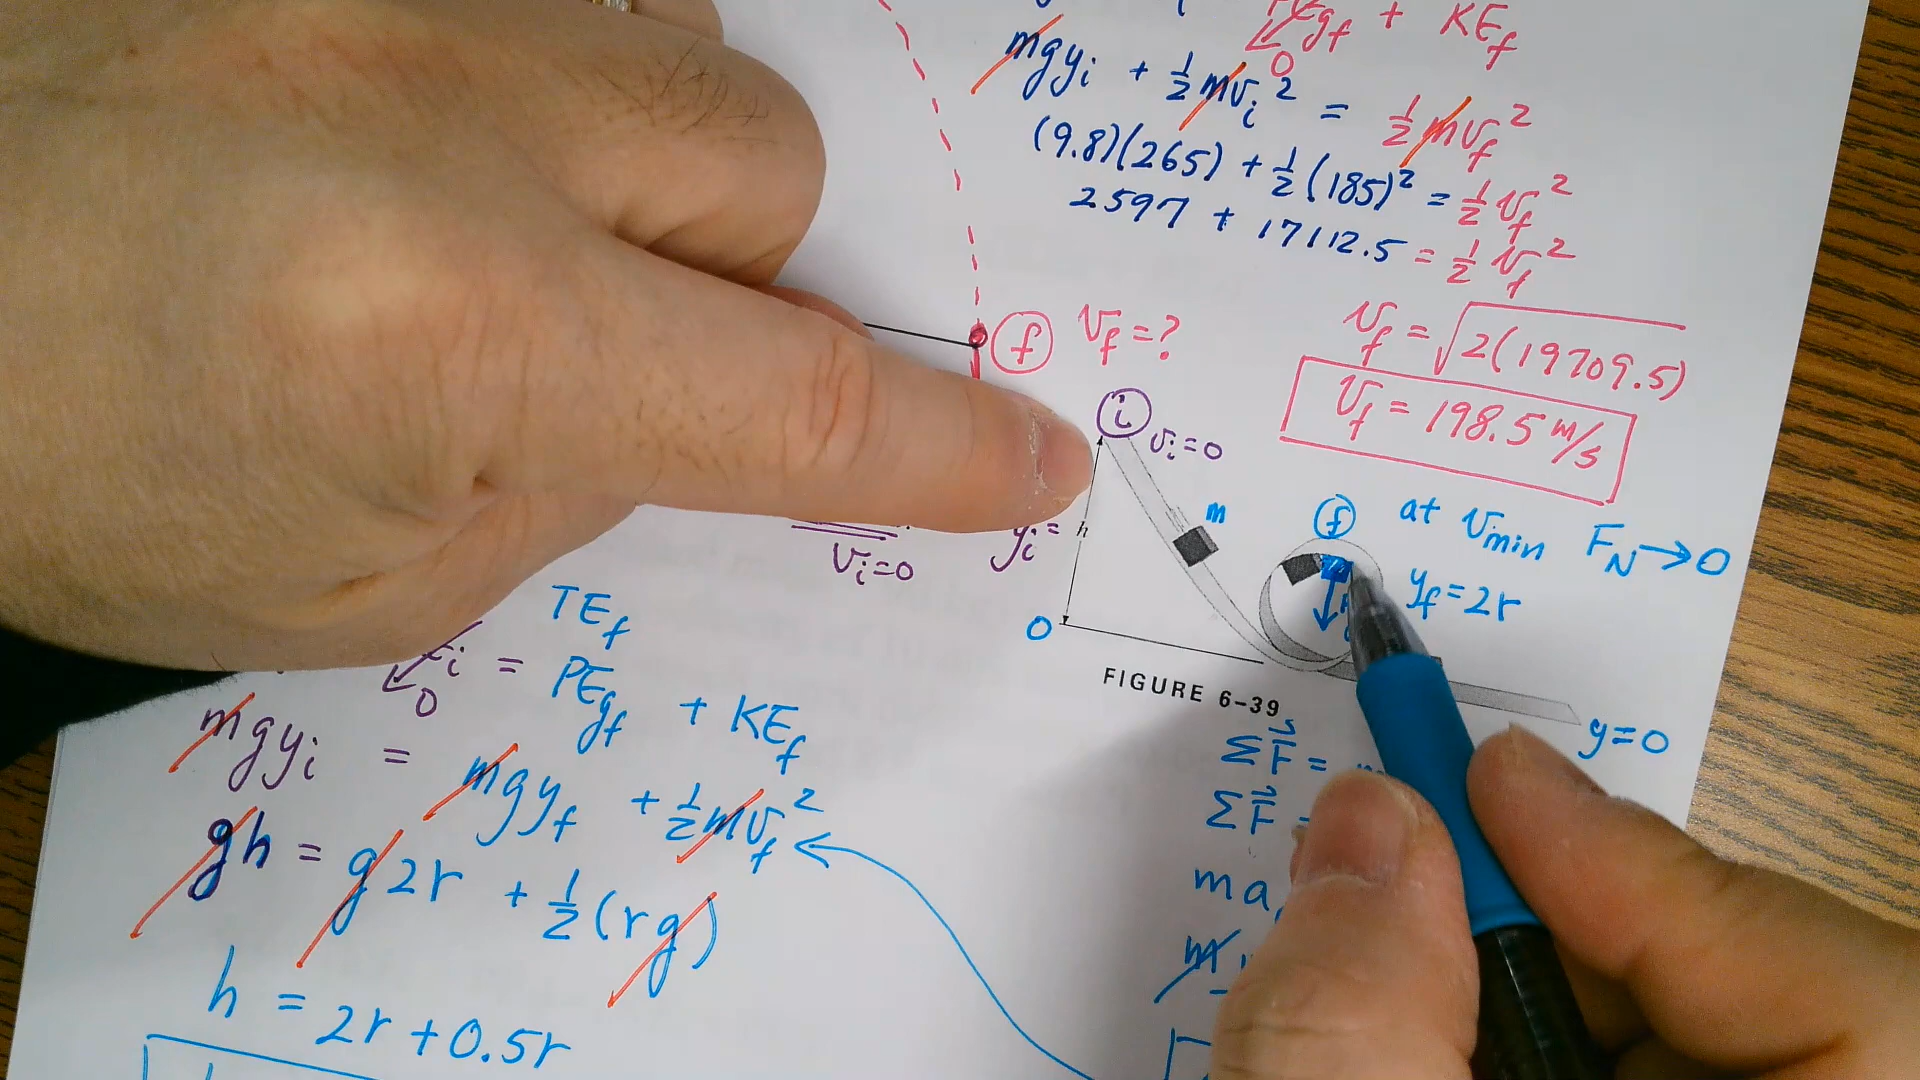 gf + KEf
0
mgyi + ½mvi² = ½mvf²
(9.8)(265) + ½(185)² = ½vf²
2597 + 17112.5 = ½vf²
f vf = ?
vf = √2(19709.5)
vf = 198.5 m/s
i
vi = 0
m
f
at vmin FN → 0
yf = 2r
yi = h
vi = 0
0
FIGURE 6-39
y = 0
TEf
i = PEgf + KEf
0
mgyi = mgyf + ½mvf²
gh = g2r + ½(rg)
h = 2r + 0.5r
ΣF =
ΣF =
ma
m